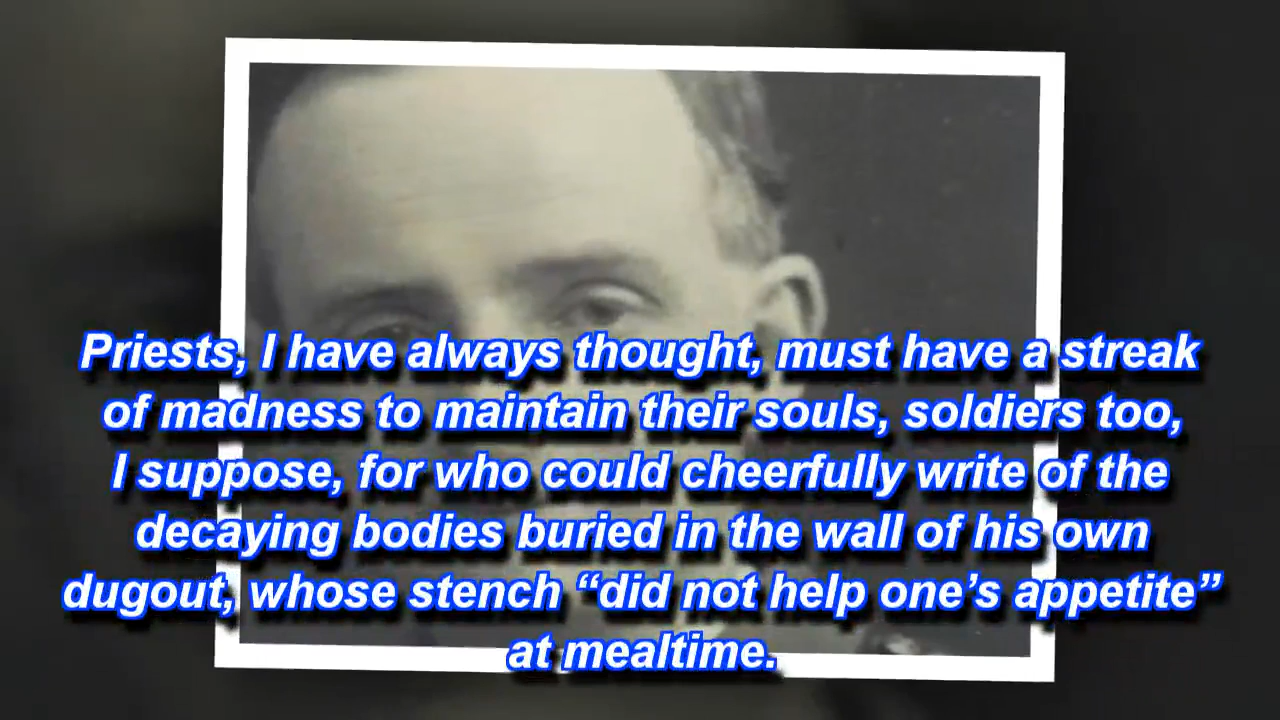 Priests, I have always thought, must have a streak
of madness to maintain their souls, soldiers too,
I suppose, for who could cheerfully write of the
decaying bodies buried in the wall of his own
dugout, whose stench “did not help one’s appetite”
at mealtime.